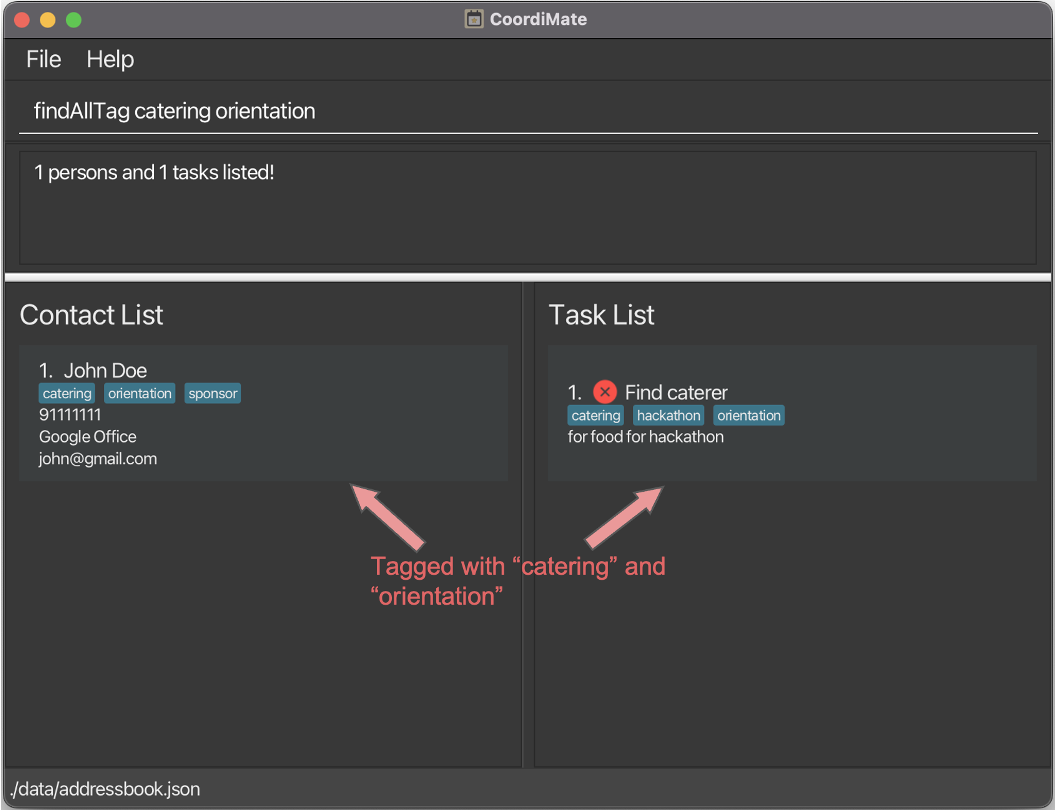 CoordiMate
File Help
findAllTag catering orientation
1 persons and 1 tasks listed!
Contact List
1. John Doe
catering orientation sponsor
91111111
Google Office
john@gmail.com
Task List
1. Find caterer
catering hackathon orientation
for food for hackathon
Tagged with “catering” and
“orientation”
./data/addressbook.json